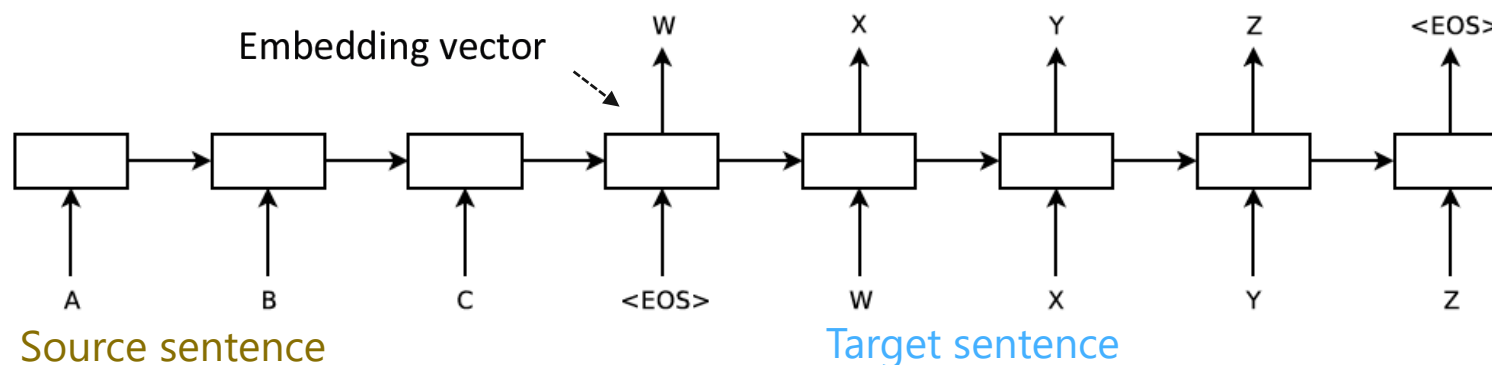 W X Y Z <EOS>
Embedding vector
A B C <EOS> W X Y Z
Source sentence
Target sentence